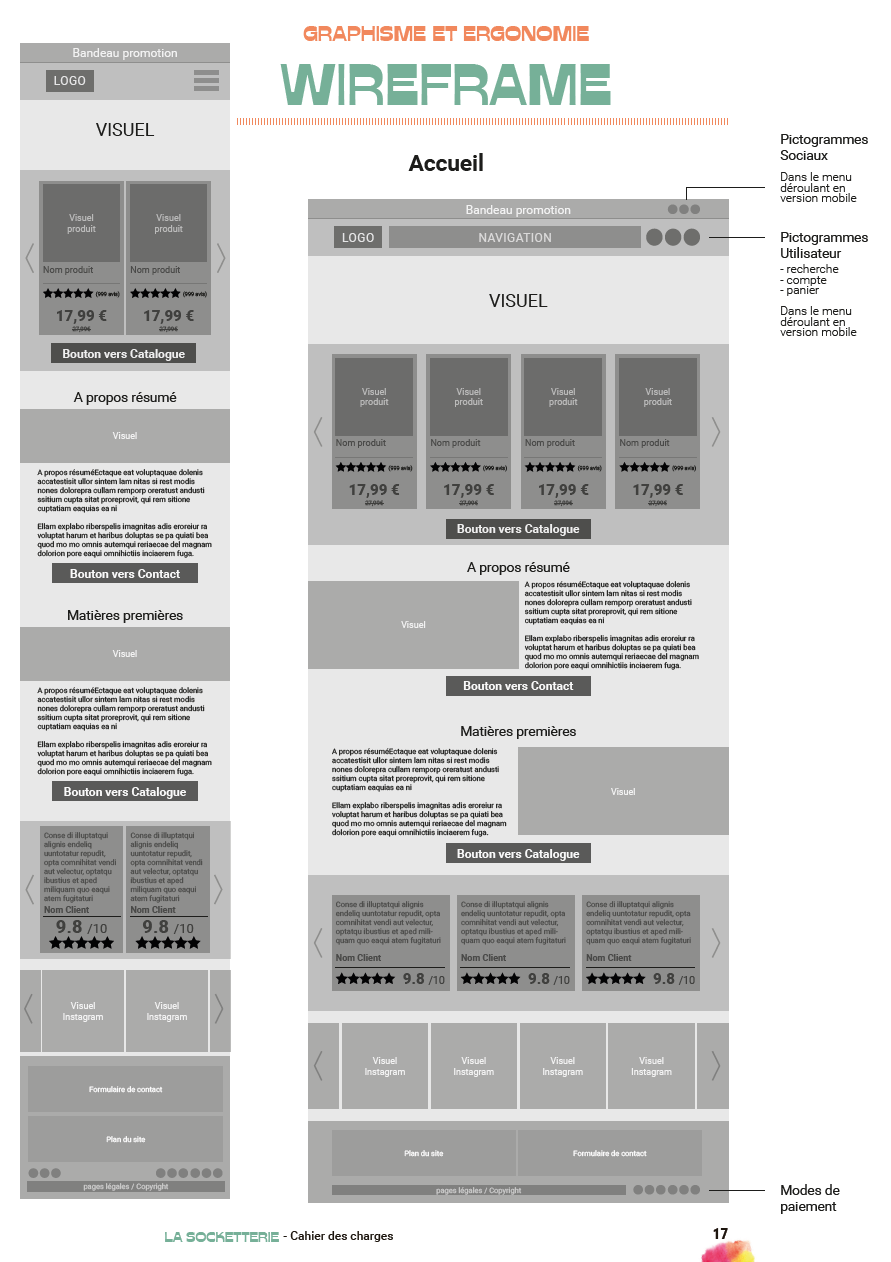 GRAPHISME ET ERGONOMIE
WIREFRAME
Accueil
Bandeau promotion
LOGO
VISUEL
Visuel
produit
Visuel
produit
Nom produit
Nom produit
(999 avis)
(999 avis)
17,99 €
17,99 €
27,99€
27,99€
Bouton vers Catalogue
A propos résumé
Visuel
A propos résuméEctaque eat voluptaquae dolenis
accatestisit ullor sintem lam nitas si rest modis
nones dolorepra cullam remporp oreratust andusti
ssitium cupta sitat proreprovit, qui rem sitione
cuptatiam eaquias ea ni
Ellam explabo riberspelis imagnitas adis eroreiur ra
voluptat harum et haribus doluptas se pa quiati bea
quod mo mo omnis autemqui reriaecae del magnam
dolorion pore eaqui omnihictiis inciaerem fuga.
Bouton vers Contact
Matières premières
Visuel
A propos résuméEctaque eat voluptaquae dolenis
accatestisit ullor sintem lam nitas si rest modis
nones dolorepra cullam remporp oreratust andusti
ssitium cupta sitat proreprovit, qui rem sitione
cuptatiam eaquias ea ni
Ellam explabo riberspelis imagnitas adis eroreiur ra
voluptat harum et haribus doluptas se pa quiati bea
quod mo mo omnis autemqui reriaecae del magnam
dolorion pore eaqui omnihictiis inciaerem fuga.
Bouton vers Catalogue
Conse di illuptatqui
alignis endeliq
uuntotatur repudit,
opta comnihitat vendi
aut velectur, optatqu
ibustius et aped
miliquam quo eaqui
atem fugitaturi
Nom Client
9.8 /10
Conse di illuptatqui
alignis endeliq
uuntotatur repudit,
opta comnihitat vendi
aut velectur, optatqu
ibustius et aped
miliquam quo eaqui
atem fugitaturi
Nom Client
9.8 /10
Visuel
Instagram
Visuel
Instagram
Formulaire de contact
Plan du site
pages légales / Copyright
Bandeau promotion
LOGO
NAVIGATION
VISUEL
Visuel
produit
Visuel
produit
Visuel
produit
Visuel
produit
Nom produit
Nom produit
Nom produit
Nom produit
(999 avis)
(999 avis)
(999 avis)
(999 avis)
17,99 €
17,99 €
17,99 €
17,99 €
27,99€
27,99€
27,99€
27,99€
Bouton vers Catalogue
A propos résumé
Visuel
A propos résuméEctaque eat voluptaquae dolenis
accatestisit ullor sintem lam nitas si rest modis
nones dolorepra cullam remporp oreratust andusti
ssitium cupta sitat proreprovit, qui rem sitione
cuptatiam eaquias ea ni
Ellam explabo riberspelis imagnitas adis eroreiur ra
voluptat harum et haribus doluptas se pa quiati bea
quod mo mo omnis autemqui reriaecae del magnam
dolorion pore eaqui omnihictiis inciaerem fuga.
Bouton vers Contact
Matières premières
A propos résuméEctaque eat voluptaquae dolenis
accatestisit ullor sintem lam nitas si rest modis
nones dolorepra cullam remporp oreratust andusti
ssitium cupta sitat proreprovit, qui rem sitione
cuptatiam eaquias ea ni
Ellam explabo riberspelis imagnitas adis eroreiur ra
voluptat harum et haribus doluptas se pa quiati bea
quod mo mo omnis autemqui reriaecae del magnam
dolorion pore eaqui omnihictiis inciaerem fuga.
Visuel
Bouton vers Catalogue
Conse di illuptatqui alignis
endeliq uuntotatur repudit, opta
comnihitat vendi aut velectur,
optatqu ibustius et aped mili-
quam quo eaqui atem fugitaturi
Nom Client
9.8 /10
Conse di illuptatqui alignis
endeliq uuntotatur repudit, opta
comnihitat vendi aut velectur,
optatqu ibustius et aped mili-
quam quo eaqui atem fugitaturi
Nom Client
9.8 /10
Conse di illuptatqui alignis
endeliq uuntotatur repudit, opta
comnihitat vendi aut velectur,
optatqu ibustius et aped mili-
quam quo eaqui atem fugitaturi
Nom Client
9.8 /10
Visuel
Instagram
Visuel
Instagram
Visuel
Instagram
Visuel
Instagram
Plan du site
Formulaire de contact
pages légales / Copyright
Pictogrammes
Sociaux
Dans le menu
déroulant en
version mobile
Pictogrammes
Utilisateur
- recherche
- compte
- panier
Dans le menu
déroulant en
version mobile
Modes de
paiement
LA SOCKETTERIE - Cahier des charges
17